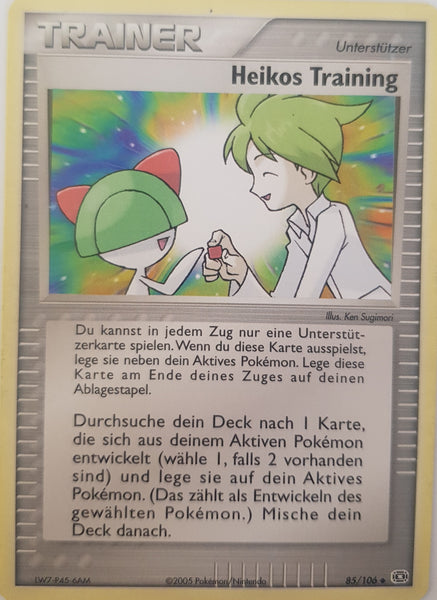 TRAINER
Unterstützer
Heikos Training
Illus. Ken Sugimori
Du kannst in jedem Zug nur eine Unterstüt-
zerkarte spielen. Wenn du diese Karte ausspielst,
lege sie neben dein Aktives Pokémon. Lege diese
Karte am Ende deines Zuges auf deinen
Ablagestapel.
Durchsuche dein Deck nach 1 Karte,
die sich aus deinem Aktiven Pokémon
entwickelt (wähle 1, falls 2 vorhanden
sind) und lege sie auf dein Aktives
Pokémon. (Das zählt als Entwickeln des
gewählten Pokémon.) Mische dein
Deck danach.
LW7-P45-6AM
©2005 Pokémon/Nintendo
85/106